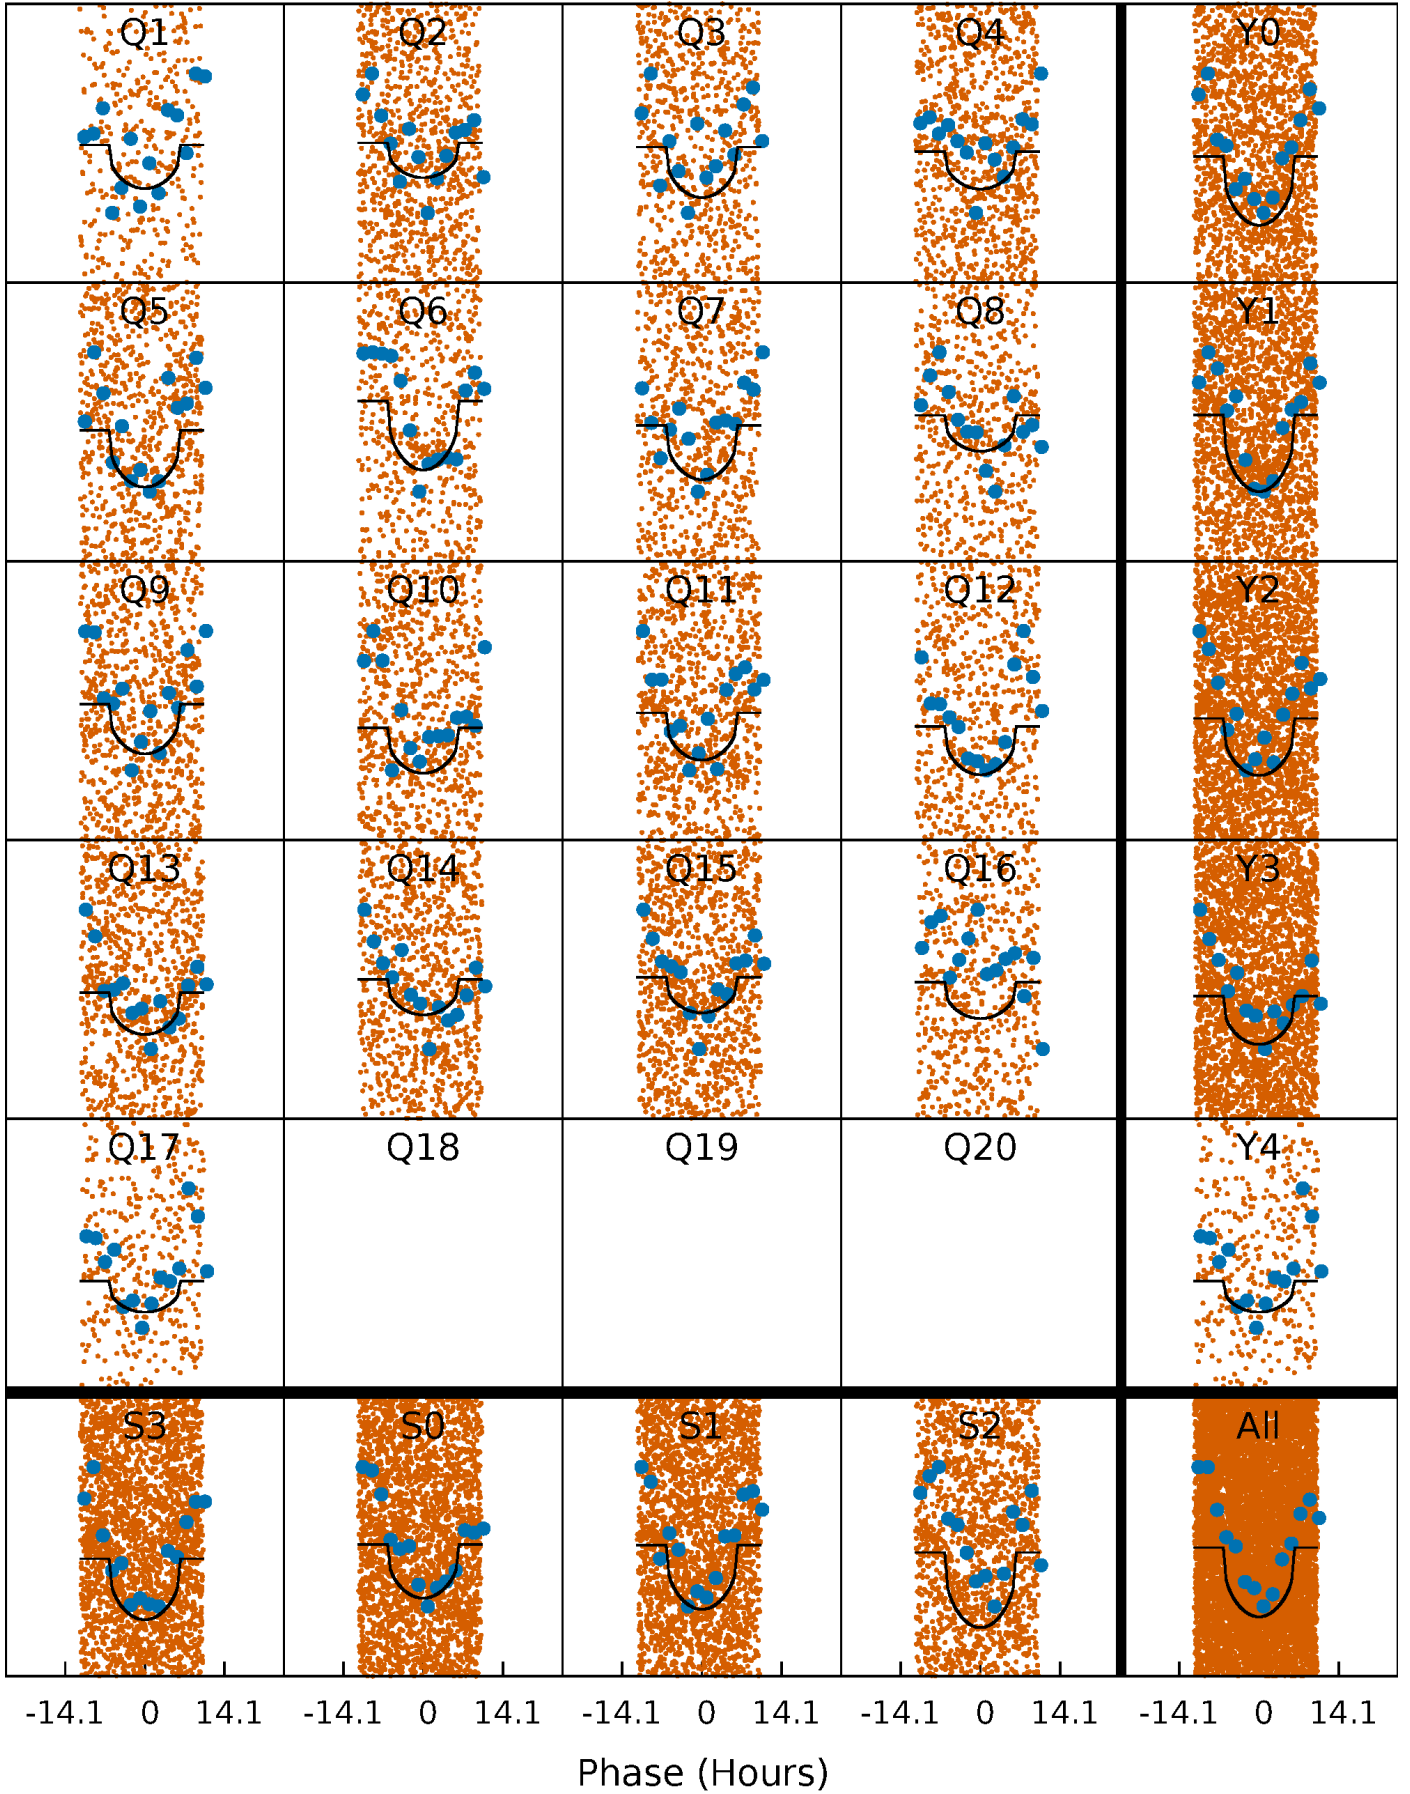 Q1 Q2 Q3 Q4 Y0
Q5 Q6 Q7 Q8 Y1
Q9 Q10 Q11 Q12 Y2
Q13 Q14 Q15 Q16 Y3
Q17 Q18 Q19 Q20 Y4
S3 S0 S1 S2 All
-14.1 0 14.1 -14.1 0 14.1 -14.1 0 14.1 -14.1 0 14.1 -14.1 0 14.1
Phase (Hours)